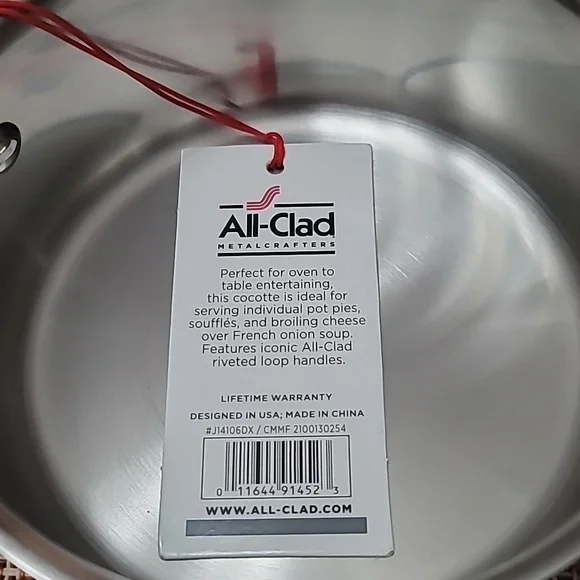 All-Clad
METALCRAFTERS
Perfect for oven to
table entertaining,
this cocotte is ideal for
serving individual pot pies,
soufflés, and broiling cheese
over French onion soup.
Features iconic All-Clad
riveted loop handles.
LIFETIME WARRANTY
DESIGNED IN USA; MADE IN CHINA
#J14106DX / CMMF 2100130254
0 11644 91452 3
WWW.ALL-CLAD.COM